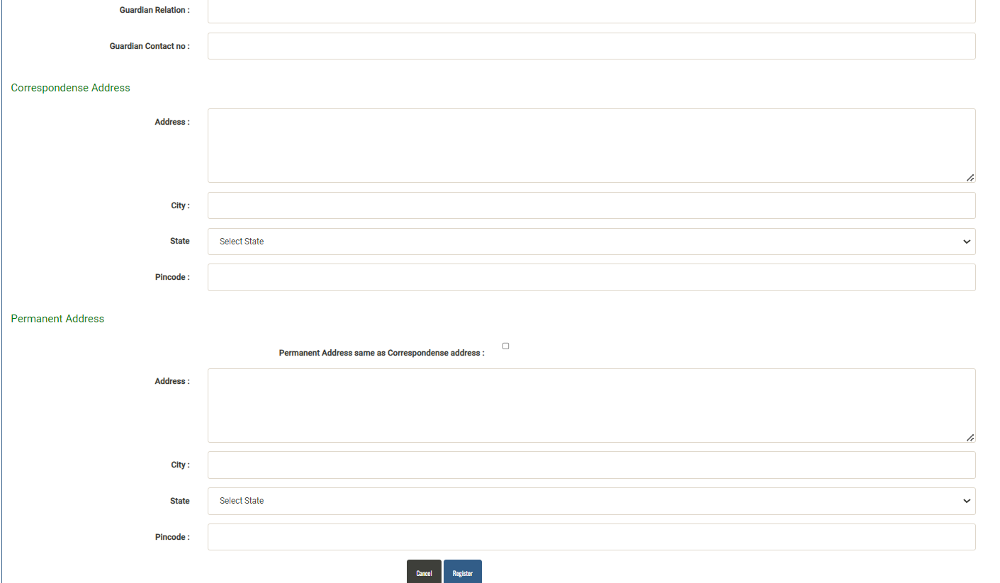 Guardian Relation :
Guardian Contact no :
Correspondense Address
Address :
City :
State
Select State
Pincode :
Permanent Address
Permanent Address same as Correspondense address :
Address :
City :
State
Select State
Pincode :
Cancel
Register